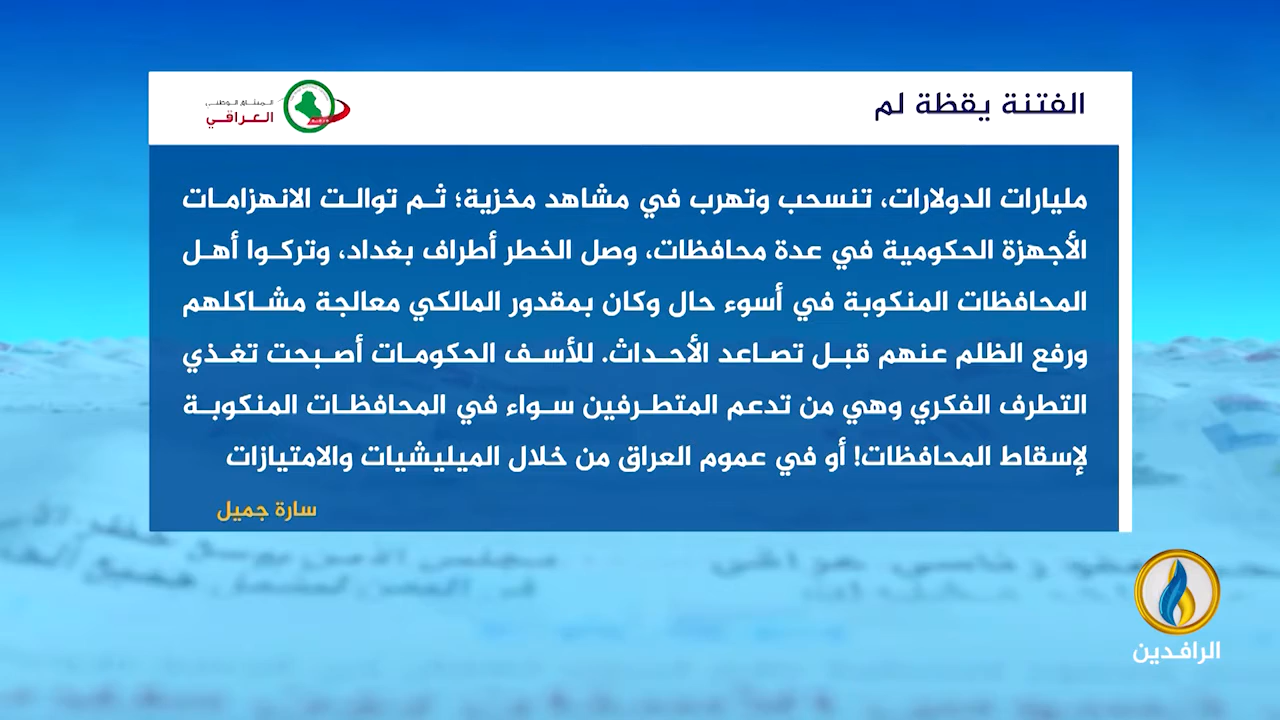 الفتنة يقظة لم
الميثاق الوطني
العراقي
مليارات الدولارات، تنسحب وتهرب في مشاهد مخزية؛ ثم توالت الانهزامات
الأجهزة الحكومية في عدة محافظات، وصل الخطر أطراف بغداد، وتركوا أهل
المحافظات المنكوبة في أسوء حال وكان بمقدور المالكي معالجة مشاكلهم
ورفع الظلم عنهم قبل تصاعد الأحداث. للأسف الحكومات أصبحت تغذي
التطرف الفكري وهي من تدعم المتطرفين سواء في المحافظات المنكوبة
لإسقاط المحافظات! أو في عموم العراق من خلال الميليشيات والامتيازات
سارة جميل
مجلس الأمن
الرافدين